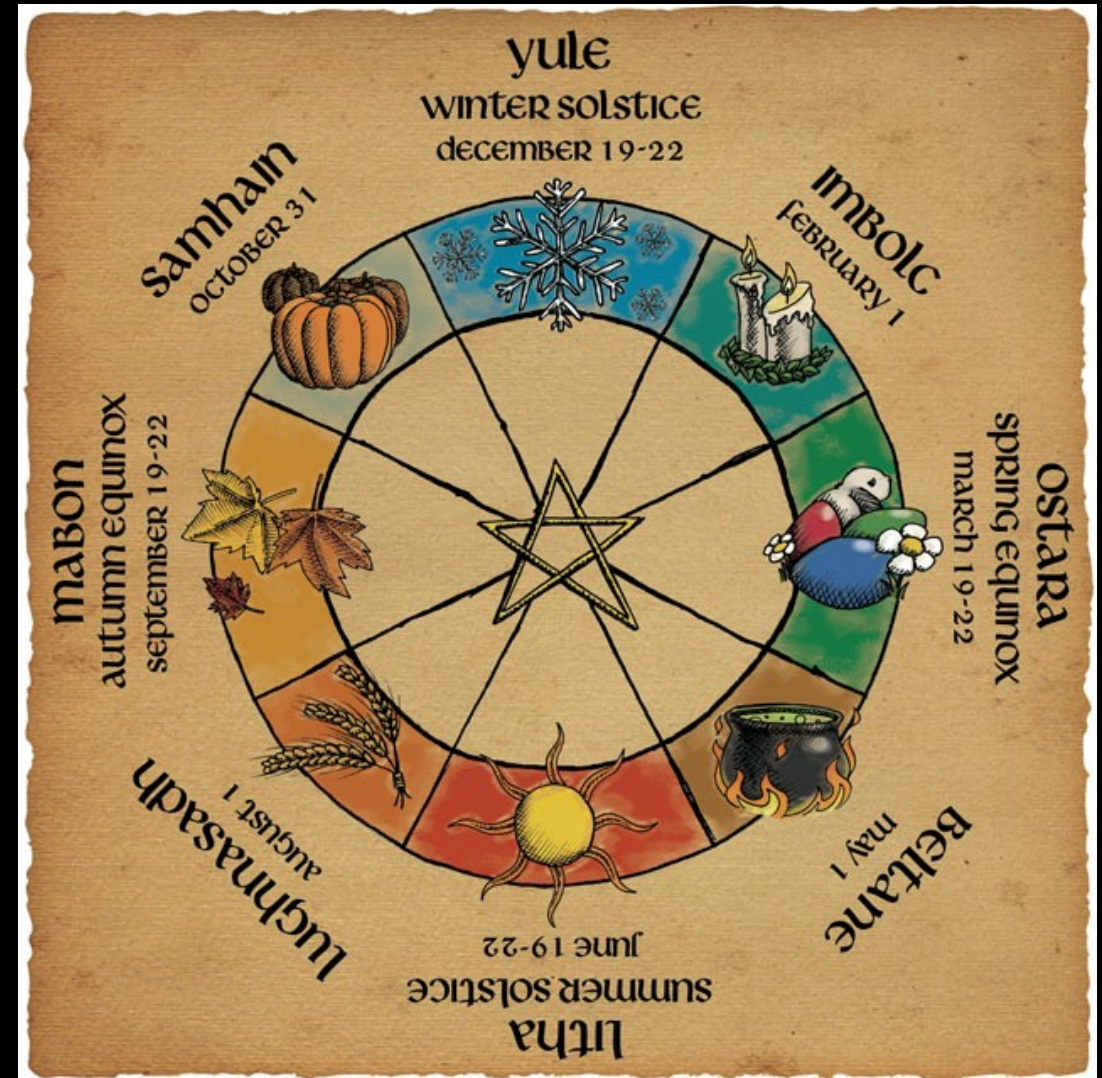 Yule
Winter Solstice
December 19-22
Imbolc
February 1
Ostara
Spring Equinox
March 19-22
Beltane
May 1
Litha
Summer Solstice
June 19-22
Lughnasadh
August 1
Mabon
Autumn Equinox
September 19-22
Samhain
October 31